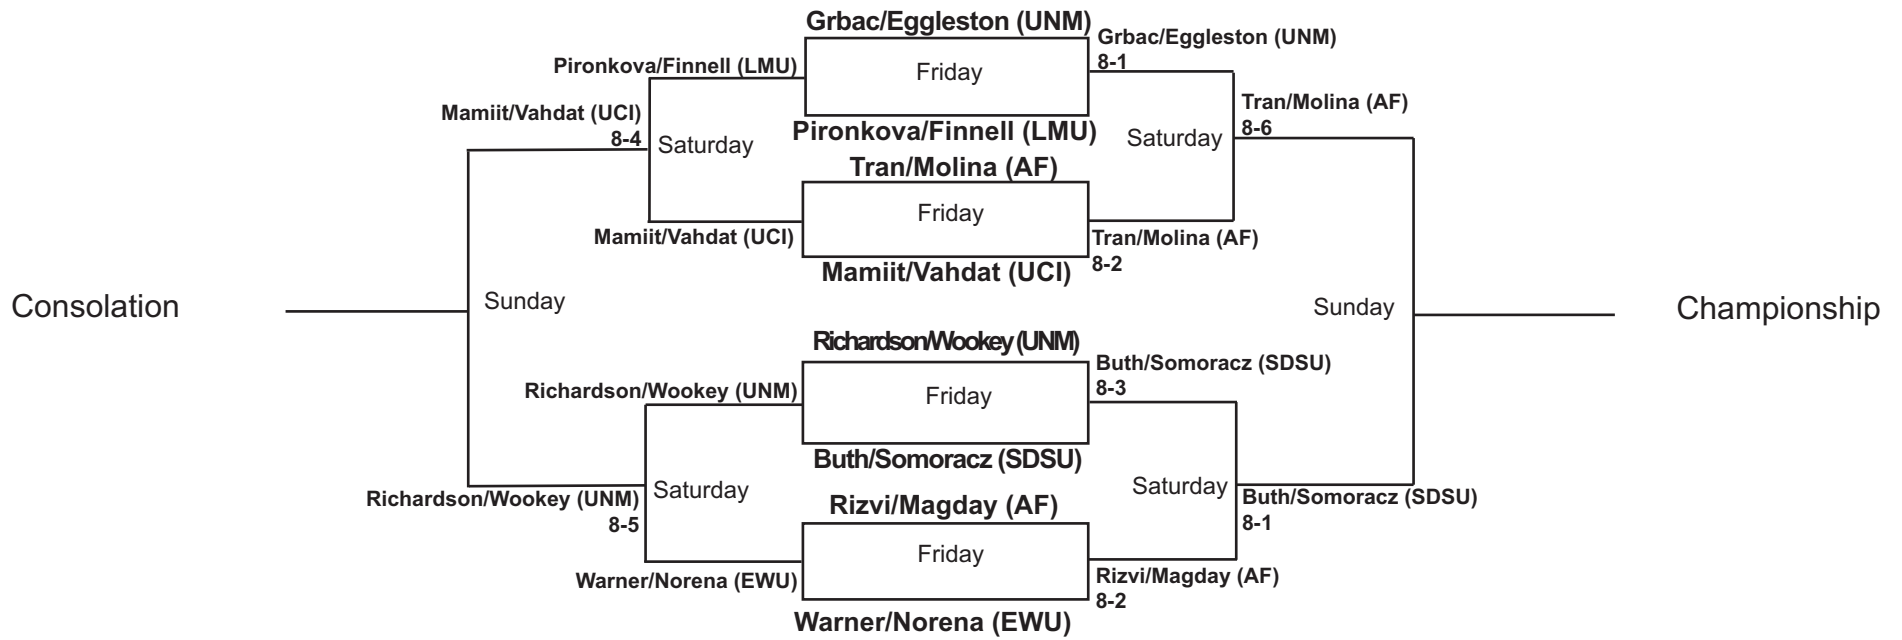 Grbac/Eggleston (UNM)
Grbac/Eggleston (UNM)
8-1
Pironkova/Finnell (LMU)
Friday
Mamiit/Vahdat (UCI)
8-4
Tran/Molina (AF)
8-6
Pironkova/Finnell (LMU)
Saturday
Saturday
Tran/Molina (AF)
Friday
Mamiit/Vahdat (UCI)
Tran/Molina (AF)
8-2
Mamiit/Vahdat (UCI)
Consolation
Sunday
Sunday
Championship
Richardson/Wookey (UNM)
Buth/Somoracz (SDSU)
8-3
Richardson/Wookey (UNM)
Friday
Buth/Somoracz (SDSU)
Saturday
Saturday
Richardson/Wookey (UNM)
8-5
Buth/Somoracz (SDSU)
8-1
Rizvi/Magday (AF)
Friday
Warner/Norena (EWU)
Rizvi/Magday (AF)
8-2
Warner/Norena (EWU)